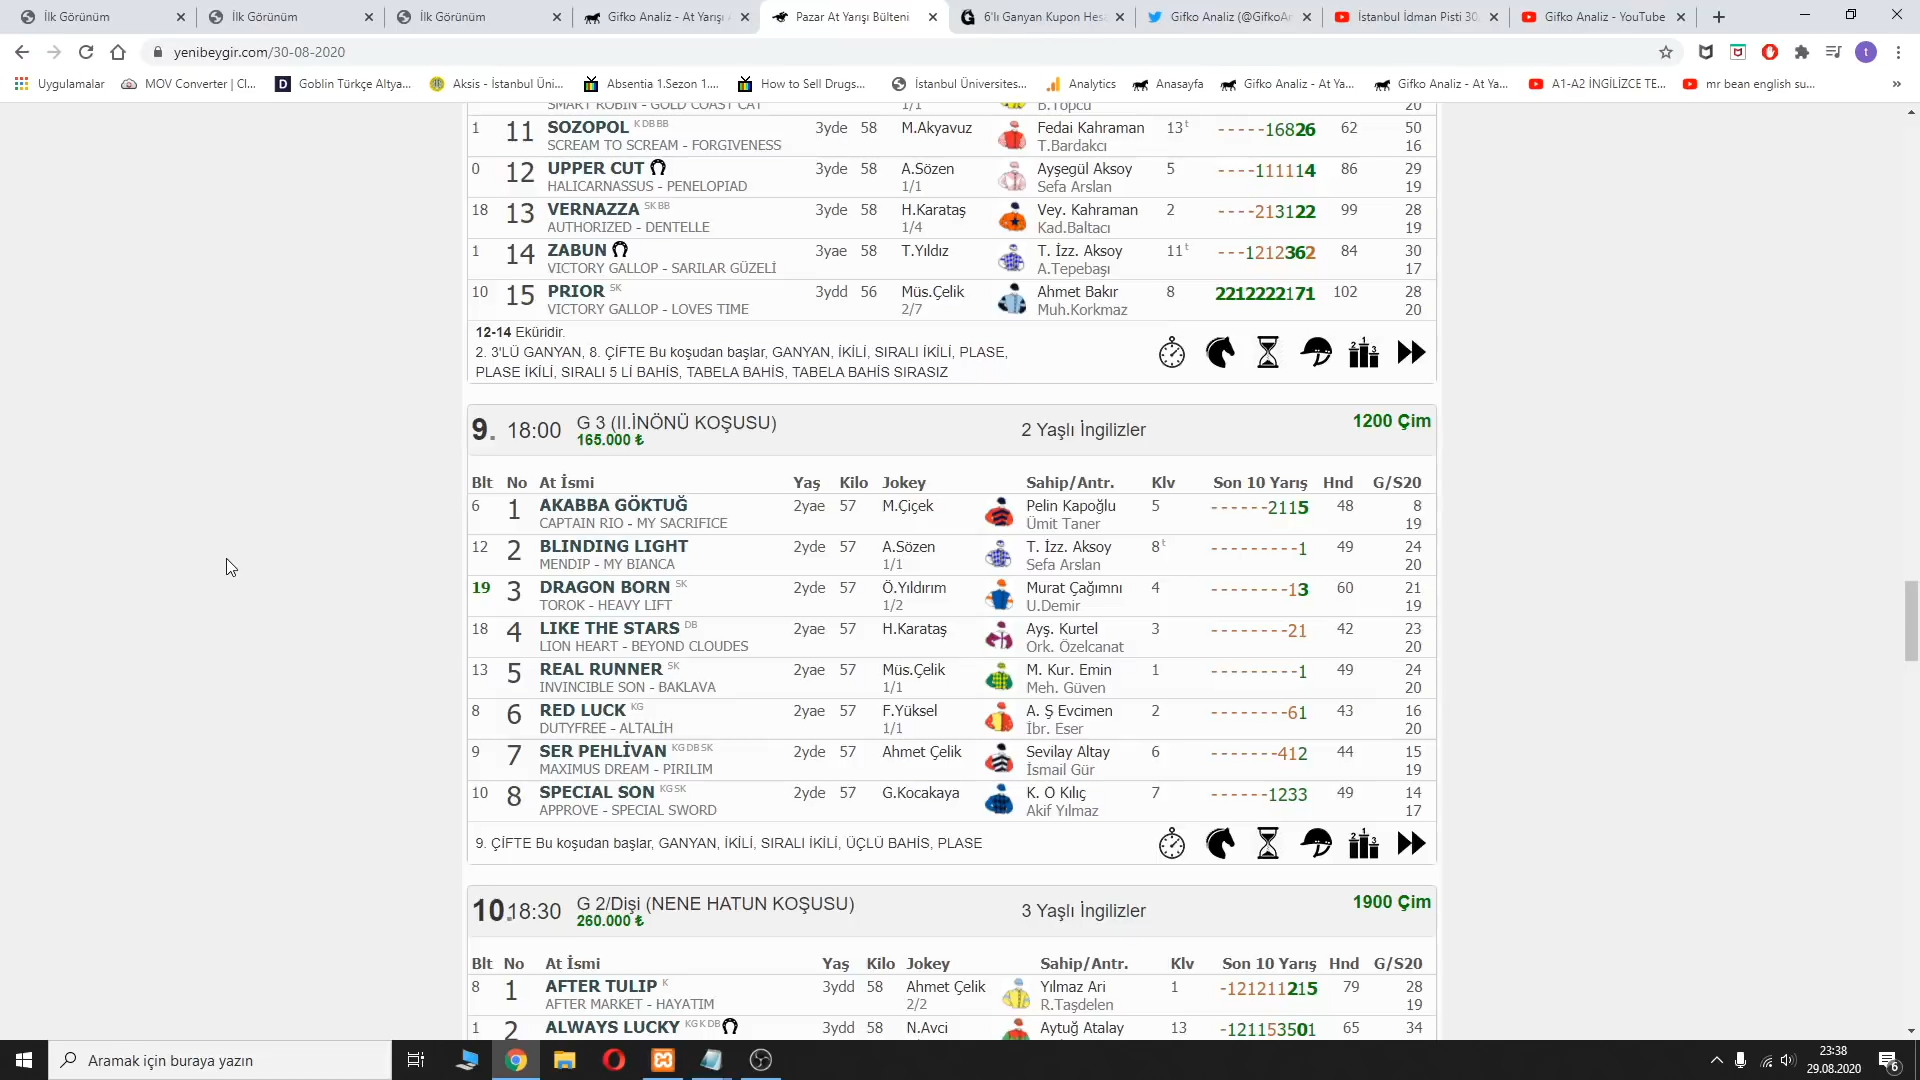 İlk Görünüm
İlk Görünüm
İlk Görünüm
Gifko Analiz - At Yarışı A
Pazar At Yarışı Bülteni
6'lı Ganyan Kupon Hesa
Gifko Analiz (@GifkoAn
İstanbul İdman Pisti 30
Gifko Analiz - YouTube
yenibeygir.com/30-08-2020
Uygulamalar
MOV Converter | Cl...
Goblin Türkçe Altya...
Aksis - İstanbul Üni...
Absentia 1.Sezon 1....
How to Sell Drugs...
İstanbul Üniversites...
Analytics
Anasayfa
Gifko Analiz - At Ya...
Gifko Analiz - At Ya...
A1-A2 İNGİLİZCE TE...
mr bean english su...
SMART ROBIN - GOLD COAST CAT 1/1 B.Topcu 20
1 11 SOZOPOL K DB BB 3yde 58 M.Akyavuz Fedai Kahraman 13 t - - - - -16826 62 50
SCREAM TO SCREAM - FORGIVENESS T.Bardakcı 16
0 12 UPPER CUT 3yde 58 A.Sözen Ayşegül Aksoy 5 - - - -111114 86 29
HALICARNASSUS - PENELOPIAD 1/1 Sefa Arslan 19
18 13 VERNAZZA SK BB 3yde 58 H.Karataş Vey. Kahraman 2 - - - -213122 99 28
AUTHORIZED - DENTELLE 1/4 Kad.Baltacı 19
1 14 ZABUN 3yae 58 T.Yıldız T. İzz. Aksoy 11 t - - -1212362 84 30
VICTORY GALLOP - SARILAR GÜZELİ A.Tepebaşı 17
10 15 PRIOR SK 3ydd 56 Müs.Çelik Ahmet Bakır 8 2212222171 102 28
VICTORY GALLOP - LOVES TIME 2/7 Muh.Korkmaz 20
12-14 Eküridir.
2. 3'LÜ GANYAN, 8. ÇİFTE Bu koşudan başlar, GANYAN, İKİLİ, SIRALI İKİLİ, PLASE,
PLASE İKİLİ, SIRALI 5 Lİ BAHİS, TABELA BAHİS, TABELA BAHİS SIRASIZ
9. 18:00 G 3 (II.İNÖNÜ KOŞUSU) 2 Yaşlı İngilizler 1200 Çim
165.000 ₺
Blt No At İsmi Yaş Kilo Jokey Sahip/Antr. Klv Son 10 Yarış Hnd G/S20
6 1 AKABBA GÖKTUĞ 2yae 57 M.Çiçek Pelin Kapoğlu 5 - - - - - -2115 48 8
CAPTAIN RIO - MY SACRIFICE Ümit Taner 19
12 2 BLINDING LIGHT 2yde 57 A.Sözen T. İzz. Aksoy 8 t - - - - - - - - -1 49 24
MENDIP - MY BIANCA 1/1 Sefa Arslan 20
19 3 DRAGON BORN SK 2yde 57 Ö.Yıldırım Murat Çağımnı 4 - - - - - - - -13 60 21
TOROK - HEAVY LIFT 1/2 U.Demir 19
18 4 LIKE THE STARS DB 2yae 57 H.Karataş Ayş. Kurtel 3 - - - - - - - -21 42 23
LION HEART - BEYOND CLOUDES Ork. Özelcanat 20
13 5 REAL RUNNER SK 2yae 57 Müs.Çelik M. Kur. Emin 1 - - - - - - - - -1 49 24
INVINCIBLE SON - BAKLAVA 1/1 Meh. Güven 20
8 6 RED LUCK KG 2yae 57 F.Yüksel A. Ş Evcimen 2 - - - - - - - -61 43 16
DUTYFREE - ALTALİH 1/1 İbr. Eser 20
9 7 SER PEHLİVAN KG DB SK 2yde 57 Ahmet Çelik Sevilay Altay 6 - - - - - - -412 44 15
MAXIMUS DREAM - PIRILIM İsmail Gür 19
10 8 SPECIAL SON KG SK 2yde 57 G.Kocakaya K. O Kılıç 7 - - - - - -1233 49 14
APPROVE - SPECIAL SWORD Akif Yılmaz 17
9. ÇİFTE Bu koşudan başlar, GANYAN, İKİLİ, SIRALI İKİLİ, ÜÇLÜ BAHİS, PLASE
10. 18:30 G 2/Dişi (NENE HATUN KOŞUSU) 3 Yaşlı İngilizler 1900 Çim
260.000 ₺
Blt No At İsmi Yaş Kilo Jokey Sahip/Antr. Klv Son 10 Yarış Hnd G/S20
8 1 AFTER TULIP K 3ydd 58 Ahmet Çelik Yılmaz Ari 1 -121211215 79 28
AFTER MARKET - HAYATIM 2/2 R.Taşdelen 19
1 2 ALWAYS LUCKY KG K DB 3ydd 58 N.Avci Aytuğ Atalay 13 -121153501 65 34
Aramak için buraya yazın
23:38
29.08.2020
6